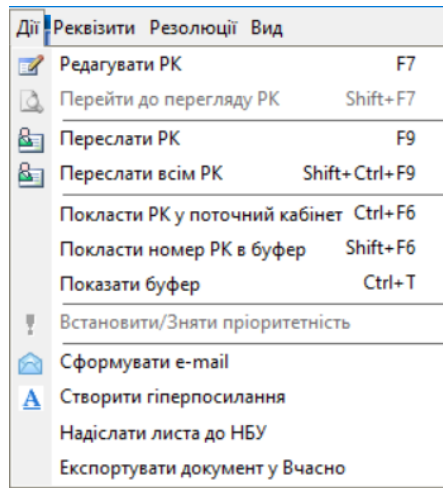 Дії Реквізити Резолюції Вид
Редагувати РК F7
Перейти до перегляду РК Shift+F7
Переслати РК F9
Переслати всім РК Shift+Ctrl+F9
Покласти РК у поточний кабінет Ctrl+F6
Покласти номер РК в буфер Shift+F6
Показати буфер Ctrl+T
Встановити/Зняти пріоритетність
Сформувати e-mail
Створити гіперпосилання
Надіслати листа до НБУ
Експортувати документ у Вчасно